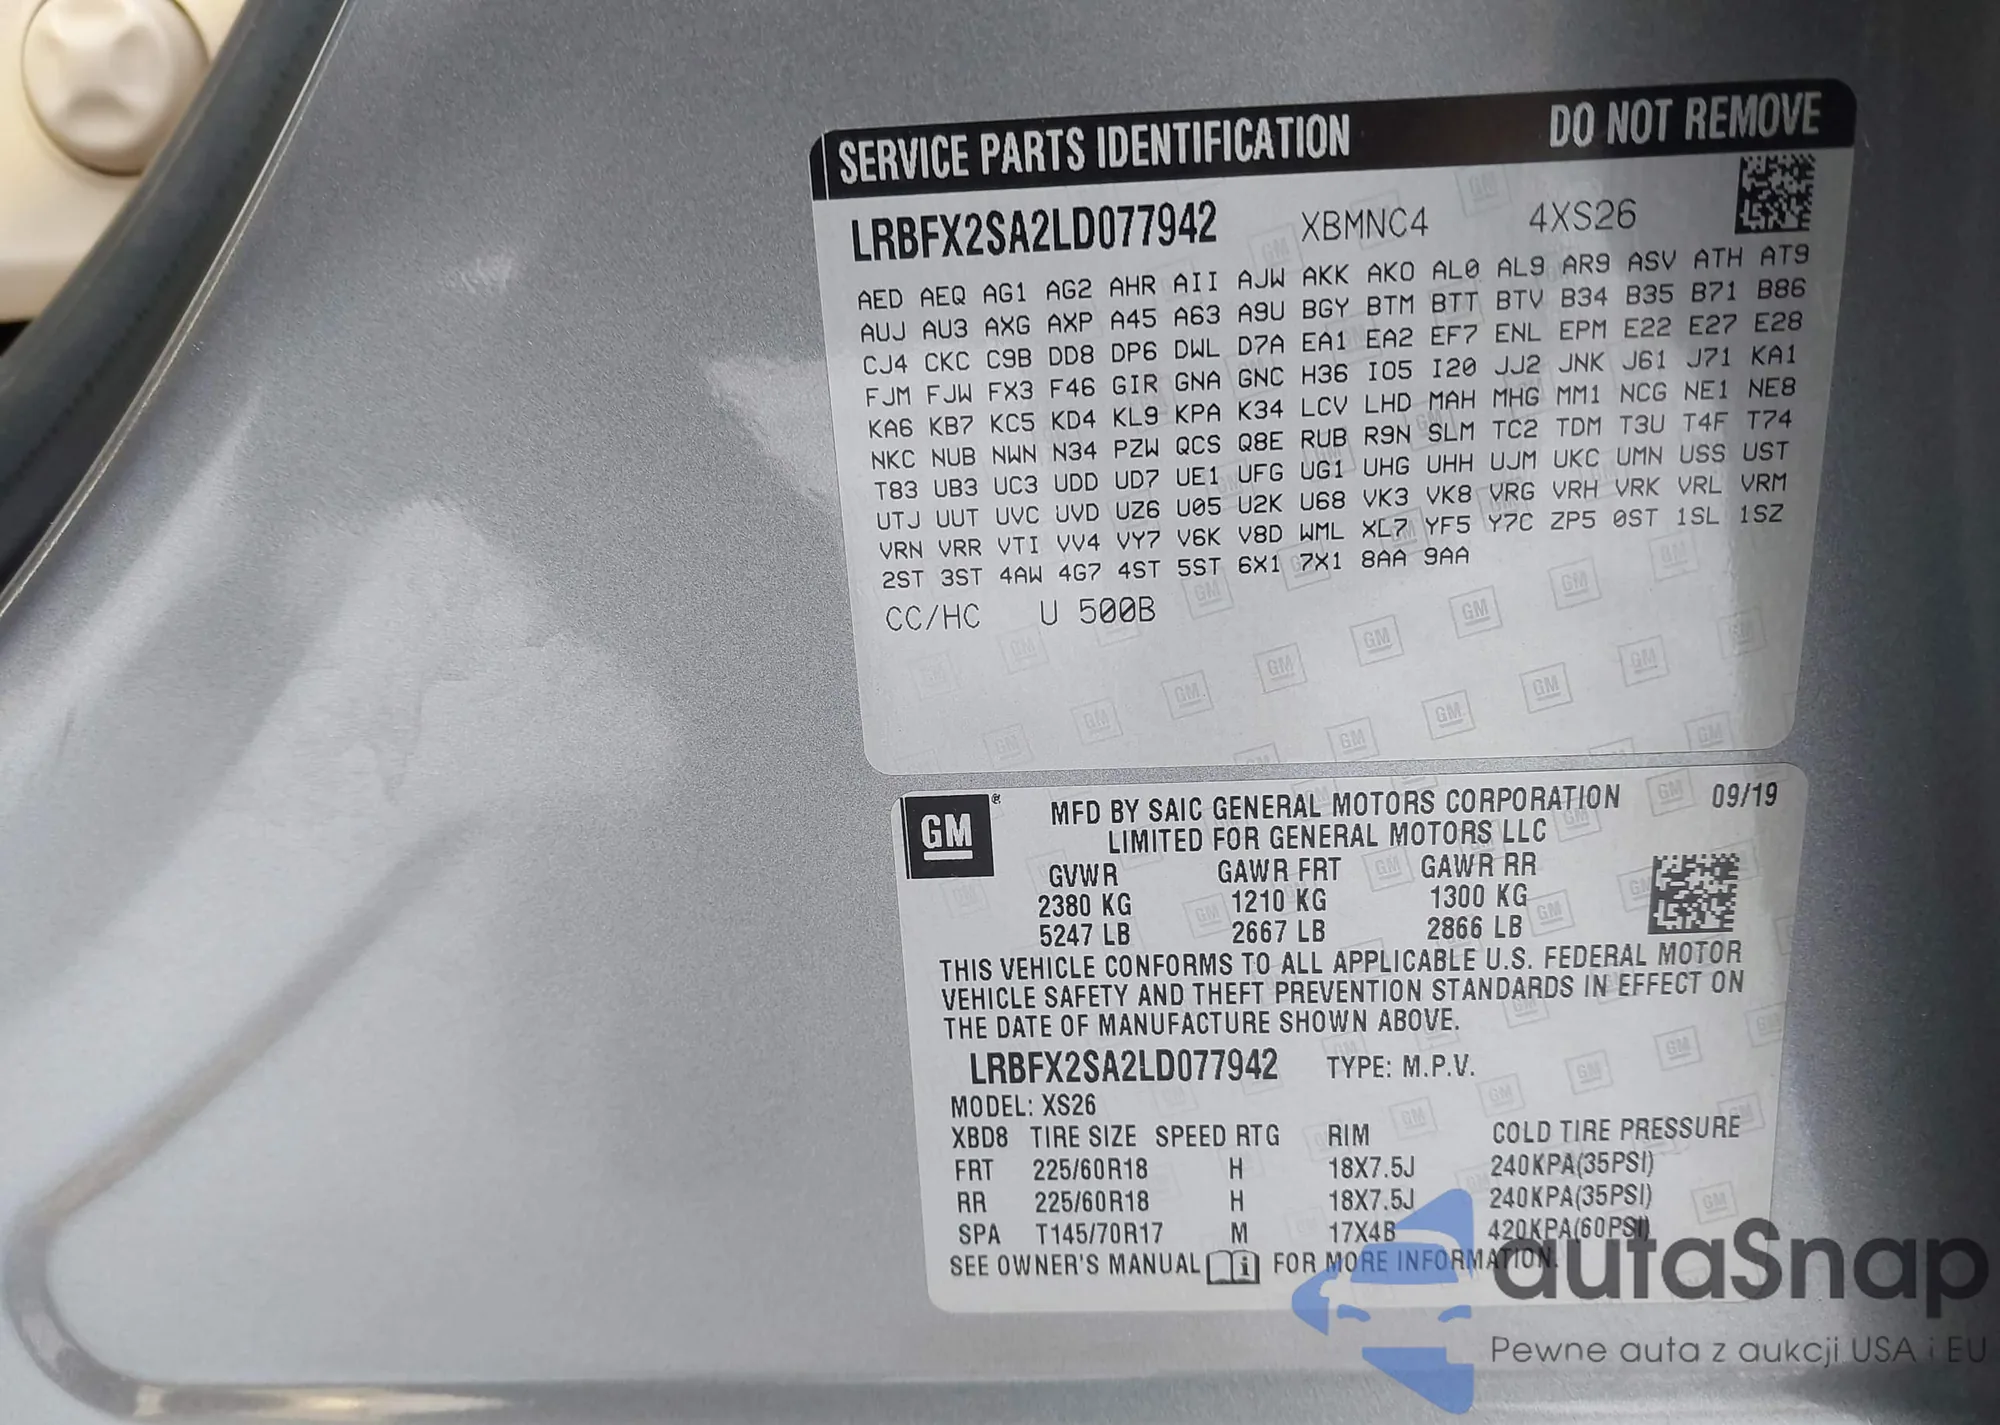 SERVICE PARTS IDENTIFICATION DO NOT REMOVE
LRBFX2SA2LD077942 XBMNC4 4XS26
AED AEQ AG1 AG2 AHR AII AJW AKK AKO AL0 AL9 AR9 ASV ATH AT9
AUJ AU3 AXG AXP A45 A63 A9U BGY BTM BTT BTV B34 B35 B71 B86
CJ4 CKC C9B DD8 DP6 DWL D7A EA1 EA2 EF7 ENL EPM E22 E27 E28
FJM FJW FX3 F46 GIR GNA GNC H36 IO5 I20 JJ2 JNK J61 J71 KA1
KA6 KB7 KC5 KD4 KL9 KPA K34 LCV LHD MAH MHG MM1 NCG NE1 NE8
NKC NUB NWN N34 PZW QCS Q8E RUB R9N SLM TC2 TDM T3U T4F T74
T83 UB3 UC3 UDD UD7 UE1 UFG UG1 UHG UHH UJM UKC UMN USS UST
UTJ UUT UVC UVD UZ6 U05 U2K U68 VK3 VK8 VRG VRH VRK VRL VRM
VRN VRR VTI VV4 VY7 V6K V8D WML XL7 YF5 Y7C ZP5 0ST 1SL 1SZ
2ST 3ST 4AW 4G7 4ST 5ST 6X1 7X1 8AA 9AA
CC/HC U 500B
GM® MFD BY SAIC GENERAL MOTORS CORPORATION 09/19
LIMITED FOR GENERAL MOTORS LLC
GVWR GAWR FRT GAWR RR
2380 KG 1210 KG 1300 KG
5247 LB 2667 LB 2866 LB
THIS VEHICLE CONFORMS TO ALL APPLICABLE U.S. FEDERAL MOTOR
VEHICLE SAFETY AND THEFT PREVENTION STANDARDS IN EFFECT ON
THE DATE OF MANUFACTURE SHOWN ABOVE.
LRBFX2SA2LD077942 TYPE: M.P.V.
MODEL: XS26
XBD8 TIRE SIZE SPEED RTG RIM COLD TIRE PRESSURE
FRT 225/60R18 H 18X7.5J 240KPA(35PSI)
RR 225/60R18 H 18X7.5J 240KPA(35PSI)
SPA T145/70R17 M 17X4B 420KPA(60PSI)
SEE OWNER'S MANUAL FOR MORE INFORMATION.
autaSnap
Pewne auta z aukcji USA i EU